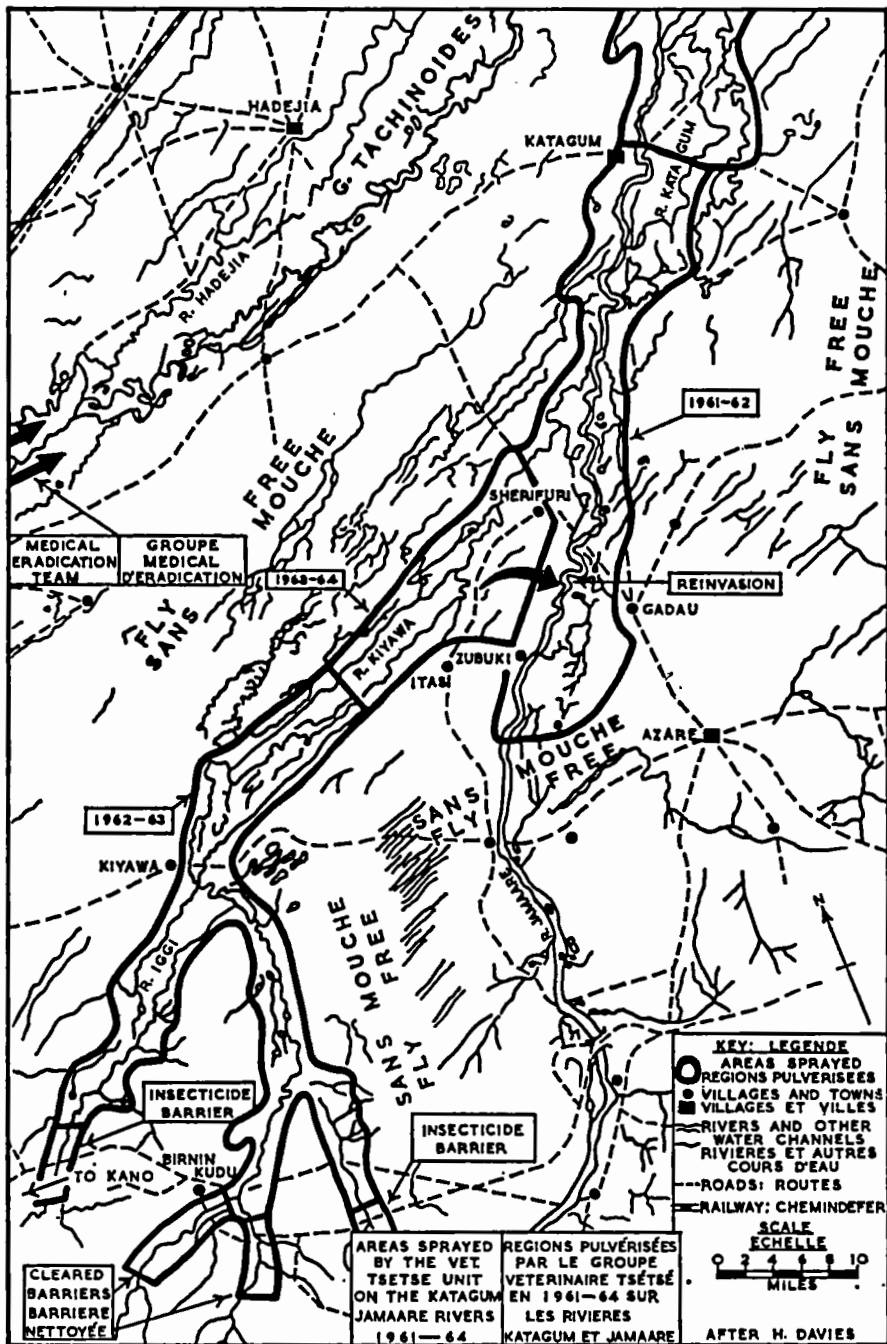 HADEJIA
G. TACHINOIDES
KATAGUM
R. KATAGUM
R. HADEJIA
FLY FREE
SANS MOUCHE
1961-62
FREE
MOUCHE
SHERIFURI
MEDICAL
ERADICATION
TEAM
GROUPE
MEDICAL
D'ERADICATION
1963-64
REINVASION
GADAU
FLY
SANS
R. KIYAWA
ZUBUKI
ITASI
MOUCHE
FREE
AZARE
SANS
FLY
1962-63
KIYAWA
R. JAMAARE
SANS MOUCHE
FLY FREE
N
R. IGGI
INSECTICIDE
BARRIER
INSECTICIDE
BARRIER
TO KANO
BIRNIN
KUDU
CLEARED
BARRIERS
BARRIERE
NETTOYÉE
AREAS SPRAYED
BY THE VET.
TSETSE UNIT
ON THE KATAGUM
JAMAARE RIVERS
1961—64
REGIONS PULVÉRISÉES
PAR LE GROUPE
VETERINAIRE TSÉTSÉ
EN 1961-64 SUR
LES RIVIERES
KATAGUM ET JAMAARE
KEY: LEGENDE
AREAS SPRAYED
REGIONS PULVERISEES
VILLAGES AND TOWNS
VILLAGES ET VILLES
RIVERS AND OTHER
WATER CHANNELS
RIVIERES ET AUTRES
COURS D'EAU
ROADS: ROUTES
RAILWAY: CHEMINDEFER
SCALE
ECHELLE
0 2 4 6 8 10
MILES
AFTER H. DAVIES